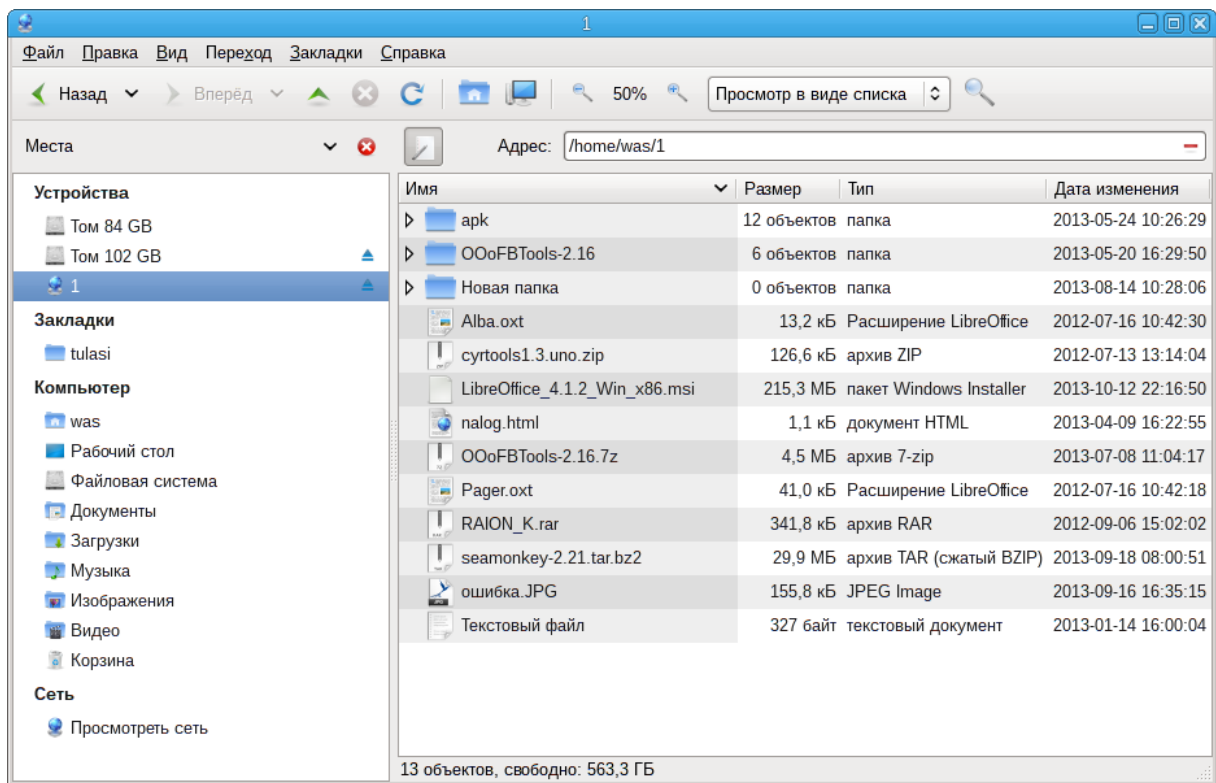 1
Файл Правка Вид Переход Закладки Справка
Назад Вперёд 50% Просмотр в виде списка
Места
Адрес: /home/was/1
Устройства
Том 84 GB
Том 102 GB
1
Закладки
tulasi
Компьютер
was
Рабочий стол
Файловая система
Документы
Загрузки
Музыка
Изображения
Видео
Корзина
Сеть
Просмотреть сеть
Имя Размер Тип Дата изменения
apk 12 объектов папка 2013-05-24 10:26:29
OOoFBTools-2.16 6 объектов папка 2013-05-20 16:29:50
Новая папка 0 объектов папка 2013-08-14 10:28:06
Alba.oxt 13,2 кБ Расширение LibreOffice 2012-07-16 10:42:30
cyrtools1.3.uno.zip 126,6 кБ архив ZIP 2012-07-13 13:14:04
LibreOffice_4.1.2_Win_x86.msi 215,3 МБ пакет Windows Installer 2013-10-12 22:16:50
nalog.html 1,1 кБ документ HTML 2013-04-09 16:22:55
OOoFBTools-2.16.7z 4,5 МБ архив 7-zip 2013-07-08 11:04:17
Pager.oxt 41,0 кБ Расширение LibreOffice 2012-07-16 10:42:18
RAION_K.rar 341,8 кБ архив RAR 2012-09-06 15:02:02
seamonkey-2.21.tar.bz2 29,9 МБ архив TAR (сжатый BZIP) 2013-09-18 08:00:51
ошибка.JPG 155,8 кБ JPEG Image 2013-09-16 16:35:15
Текстовый файл 327 байт текстовый документ 2013-01-14 16:00:04
13 объектов, свободно: 563,3 ГБ